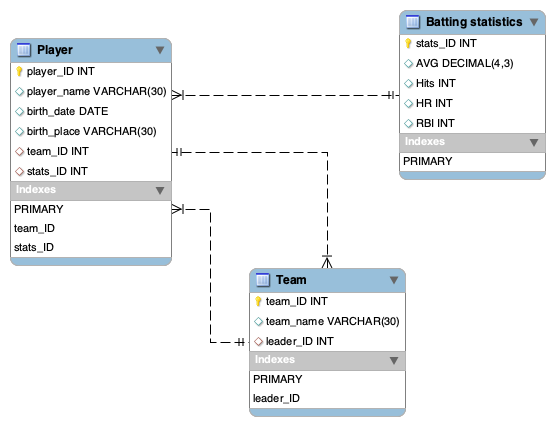 Player
player_ID INT
player_name VARCHAR(30)
birth_date DATE
birth_place VARCHAR(30)
team_ID INT
stats_ID INT
Indexes
PRIMARY
team_ID
stats_ID
Batting statistics
stats_ID INT
AVG DECIMAL(4,3)
Hits INT
HR INT
RBI INT
Indexes
PRIMARY
Team
team_ID INT
team_name VARCHAR(30)
leader_ID INT
Indexes
PRIMARY
leader_ID